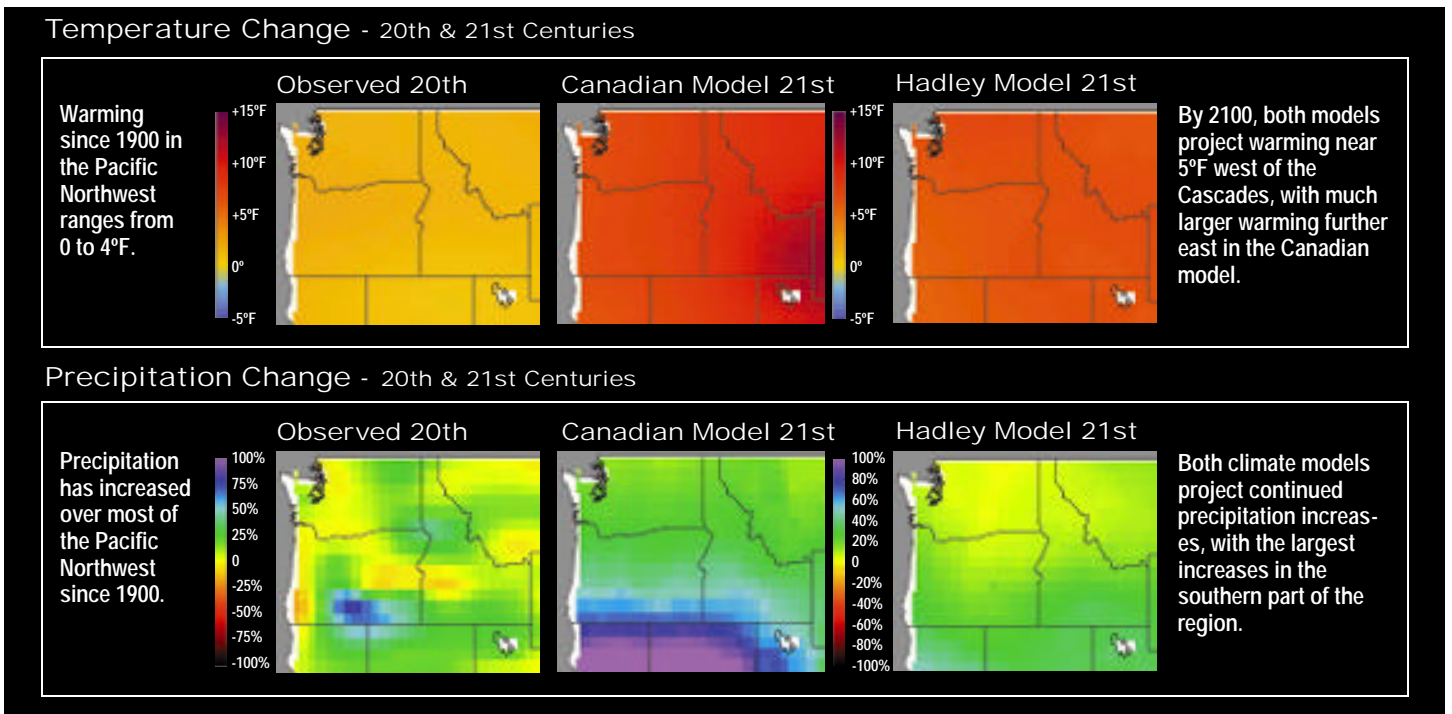 Temperature Change - 20th & 21st Centuries
Observed 20th
Canadian Model 21st
Hadley Model 21st
Warming
since 1900 in
the Pacific
Northwest
ranges from
0 to 4ºF.
+15ºF
+10ºF
+5ºF
0º
-5ºF
+15ºF
+10ºF
+5ºF
0º
-5ºF
By 2100, both models
project warming near
5ºF west of the
Cascades, with much
larger warming further
east in the Canadian
model.
Precipitation Change - 20th & 21st Centuries
Observed 20th
Canadian Model 21st
Hadley Model 21st
Precipitation
has increased
over most of
the Pacific
Northwest
since 1900.
100%
75%
50%
25%
0
-25%
-50%
-75%
-100%
100%
80%
60%
40%
20%
0
-20%
-40%
-60%
-80%
-100%
Both climate models
project continued
precipitation increas-
es, with the largest
increases in the
southern part of the
region.